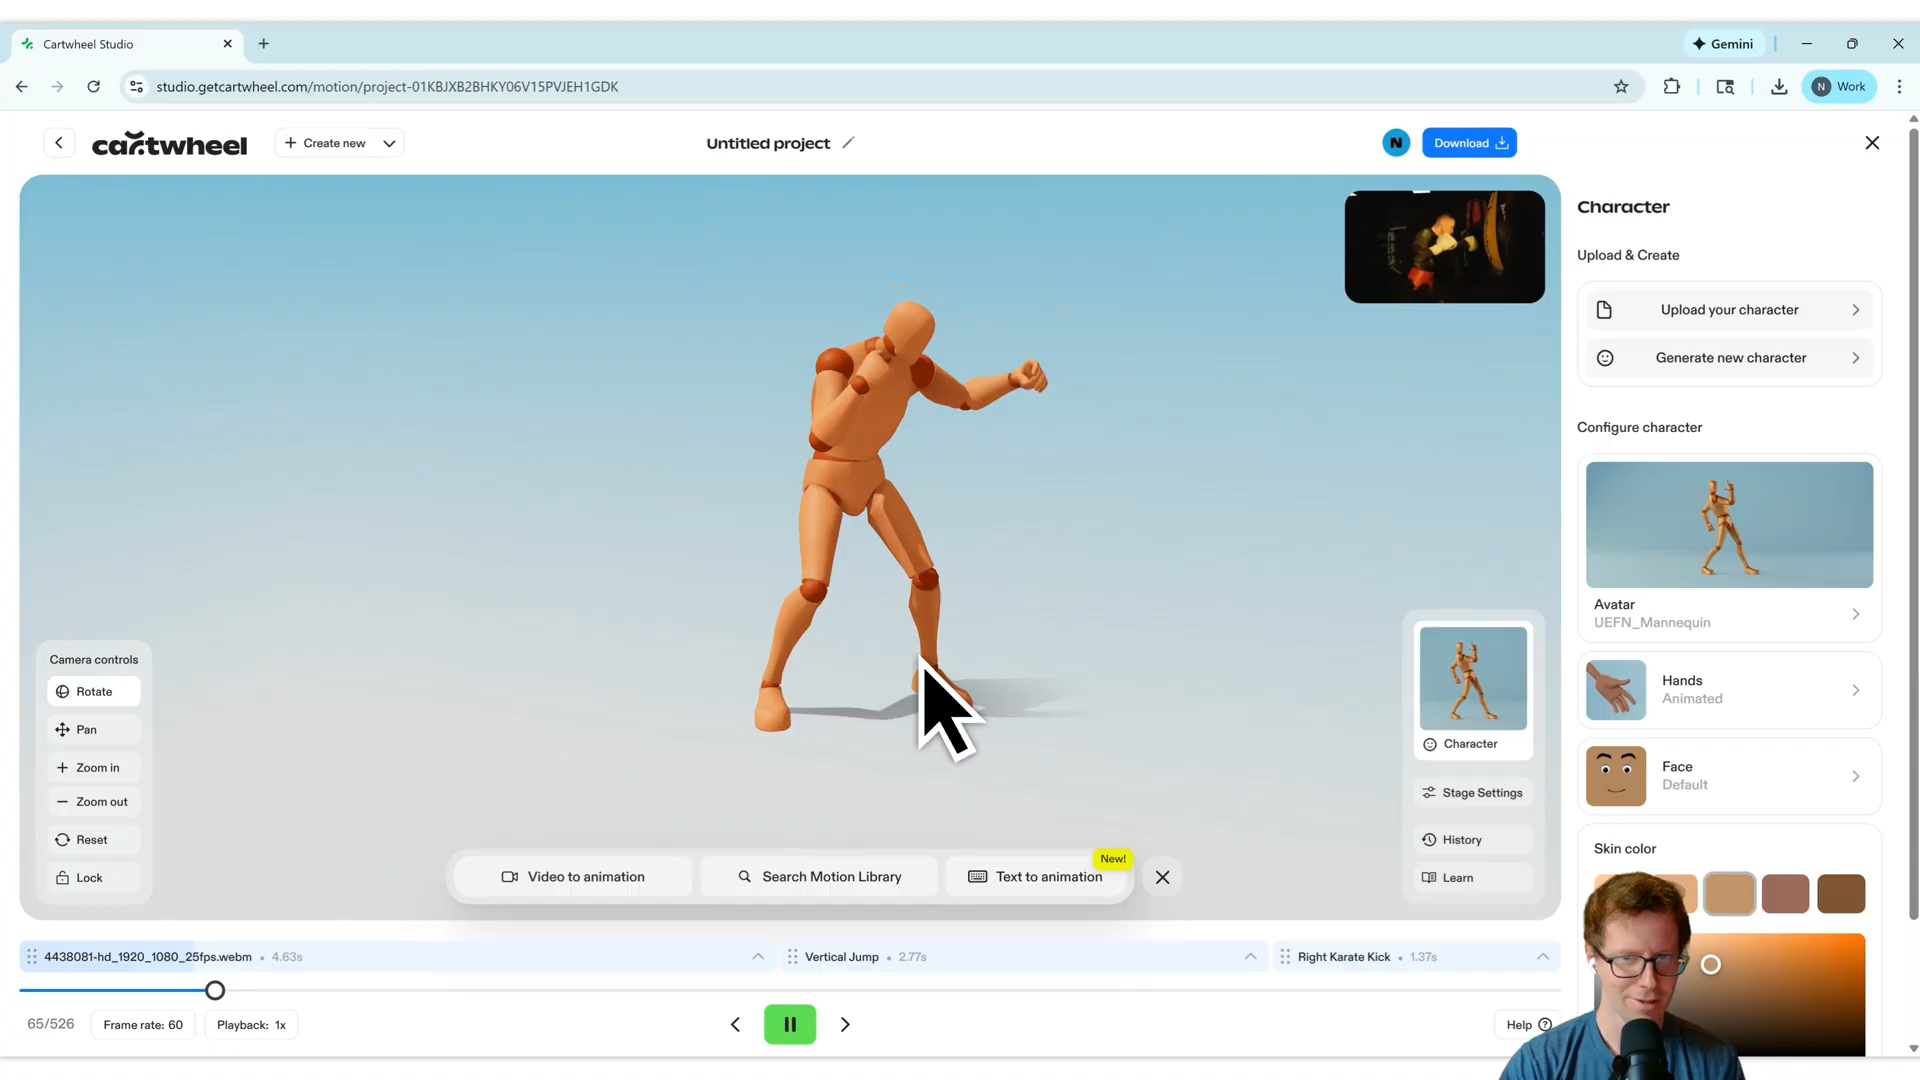 Cartwheel Studio
Gemini
studio.getcartwheel.com/motion/project-01KBJXB2BHKY06V15PVJEH1GDK
N
Work
cartwheel
Create new
Untitled project
N
Download
Character
Upload & Create
Upload your character
Generate new character
Configure character
Avatar
UEFN_Mannequin
Hands
Animated
Face
Default
Skin color
Camera controls
Rotate
Pan
Zoom in
Zoom out
Reset
Lock
Character
Stage Settings
History
Learn
New!
Video to animation
Search Motion Library
Text to animation
4438081-hd_1920_1080_25fps.webm • 4.63s
Vertical Jump • 2.77s
Right Karate Kick • 1.37s
65/526
Frame rate: 60
Playback: 1x
Help